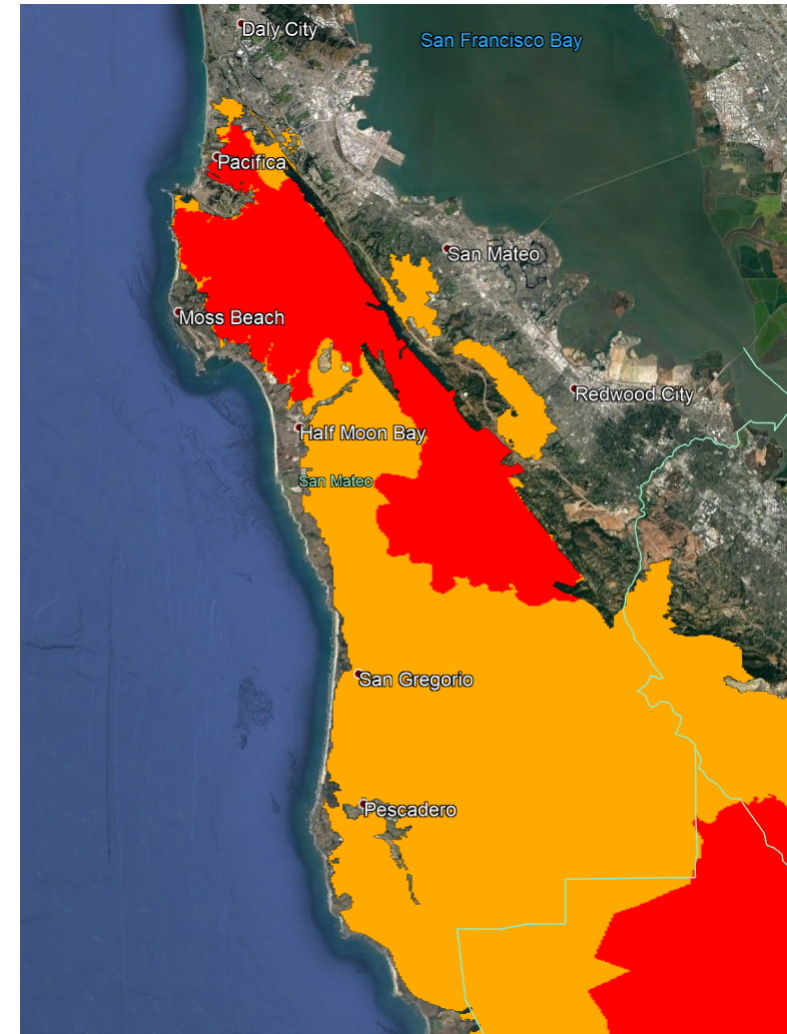 Daly City
San Francisco Bay
Pacifica
San Mateo
Moss Beach
Redwood City
Half Moon Bay
San Mateo
San Gregorio
Pescadero